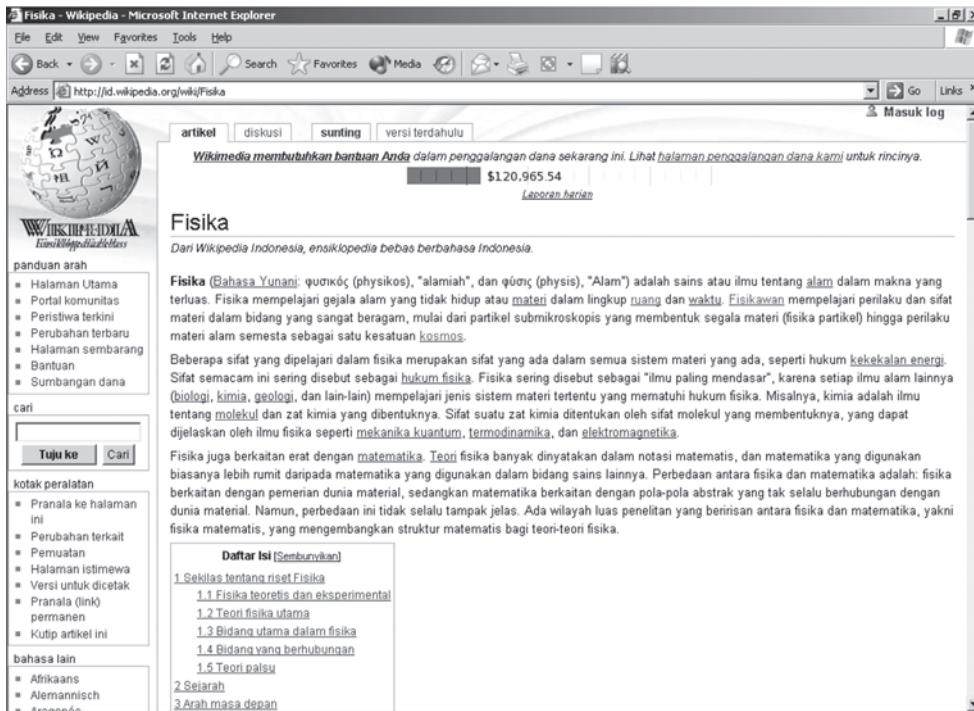 Fisika - Wikipedia - Microsoft Internet Explorer
File Edit View Favorites Tools Help
Back Search Favorites Media
Address http://id.wikipedia.org/wiki/Fisika Go Links
Masuk log
artikel diskusi sunting versi terdahulu
Wikimedia membutuhkan bantuan Anda dalam penggalangan dana sekarang ini. Lihat halaman penggalangan dana kami untuk rincinya.
$120,965.54
Laporan harian
Fisika
Dari Wikipedia Indonesia, ensiklopedia bebas berbahasa Indonesia.
Fisika (Bahasa Yunani: φυσικός (physikos), "alamiah", dan φύσις (physis), "Alam") adalah sains atau ilmu tentang alam dalam makna yang
terluas. Fisika mempelajari gejala alam yang tidak hidup atau materi dalam lingkup ruang dan waktu. Fisikawan mempelajari perilaku dan sifat
materi dalam bidang yang sangat beragam, mulai dari partikel submikroskopis yang membentuk segala materi (fisika partikel) hingga perilaku
materi alam semesta sebagai satu kesatuan kosmos.
Beberapa sifat yang dipelajari dalam fisika merupakan sifat yang ada dalam semua sistem materi yang ada, seperti hukum kekekalan energi.
Sifat semacam ini sering disebut sebagai hukum fisika. Fisika sering disebut sebagai "ilmu paling mendasar", karena setiap ilmu alam lainnya
(biologi, kimia, geologi, dan lain-lain) mempelajari jenis sistem materi tertentu yang mematuhi hukum fisika. Misalnya, kimia adalah ilmu
tentang molekul dan zat kimia yang dibentuknya. Sifat suatu zat kimia ditentukan oleh sifat molekul yang membentuknya, yang dapat
dijelaskan oleh ilmu fisika seperti mekanika kuantum, termodinamika, dan elektromagnetika.
Fisika juga berkaitan erat dengan matematika. Teori fisika banyak dinyatakan dalam notasi matematis, dan matematika yang digunakan
biasanya lebih rumit daripada matematika yang digunakan dalam bidang sains lainnya. Perbedaan antara fisika dan matematika adalah: fisika
berkaitan dengan pemerian dunia material, sedangkan matematika berkaitan dengan pola-pola abstrak yang tak selalu berhubungan dengan
dunia material. Namun, perbedaan ini tidak selalu tampak jelas. Ada wilayah luas penelitan yang beririsan antara fisika dan matematika, yakni
fisika matematis, yang mengembangkan struktur matematis bagi teori-teori fisika.
Daftar Isi [Sembunyikan]
1 Sekilas tentang riset Fisika
1.1 Fisika teoretis dan eksperimental
1.2 Teori fisika utama
1.3 Bidang utama dalam fisika
1.4 Bidang yang berhubungan
1.5 Teori palsu
2 Sejarah
3 Arah masa depan
WIKIPEDIA
panduan arah
Halaman Utama
Portal komunitas
Peristiwa terkini
Perubahan terbaru
Halaman sembarang
Bantuan
Sumbangan dana
cari
Tuju ke Cari
kotak peralatan
Pranala ke halaman
ini
Perubahan terkait
Pemuatan
Halaman istimewa
Versi untuk dicetak
Pranala (link)
permanen
Kutip artikel ini
bahasa lain
Afrikaans
Alemannisch
Aragonés